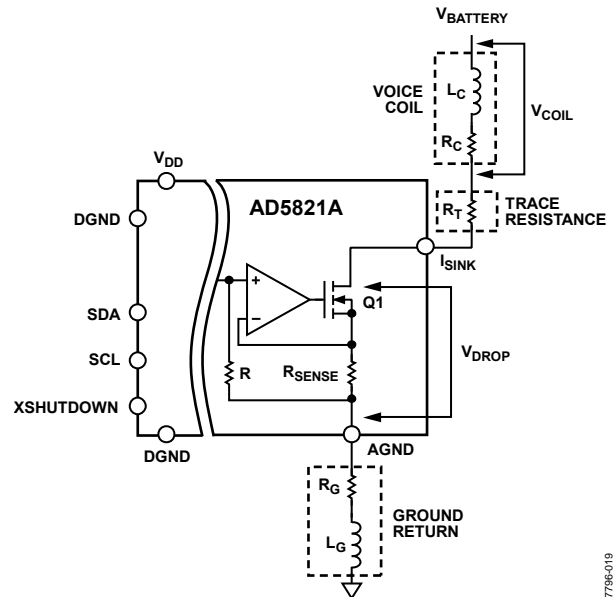 VBATTERY
VOICE
COIL
LC
RC
VCOIL
VDD
DGND
AD5821A
RT
TRACE
RESISTANCE
ISINK
+
−
Q1
SDA
SCL
R
RSENSE
VDROP
XSHUTDOWN
DGND
AGND
RG
LG
GROUND
RETURN
7796-019